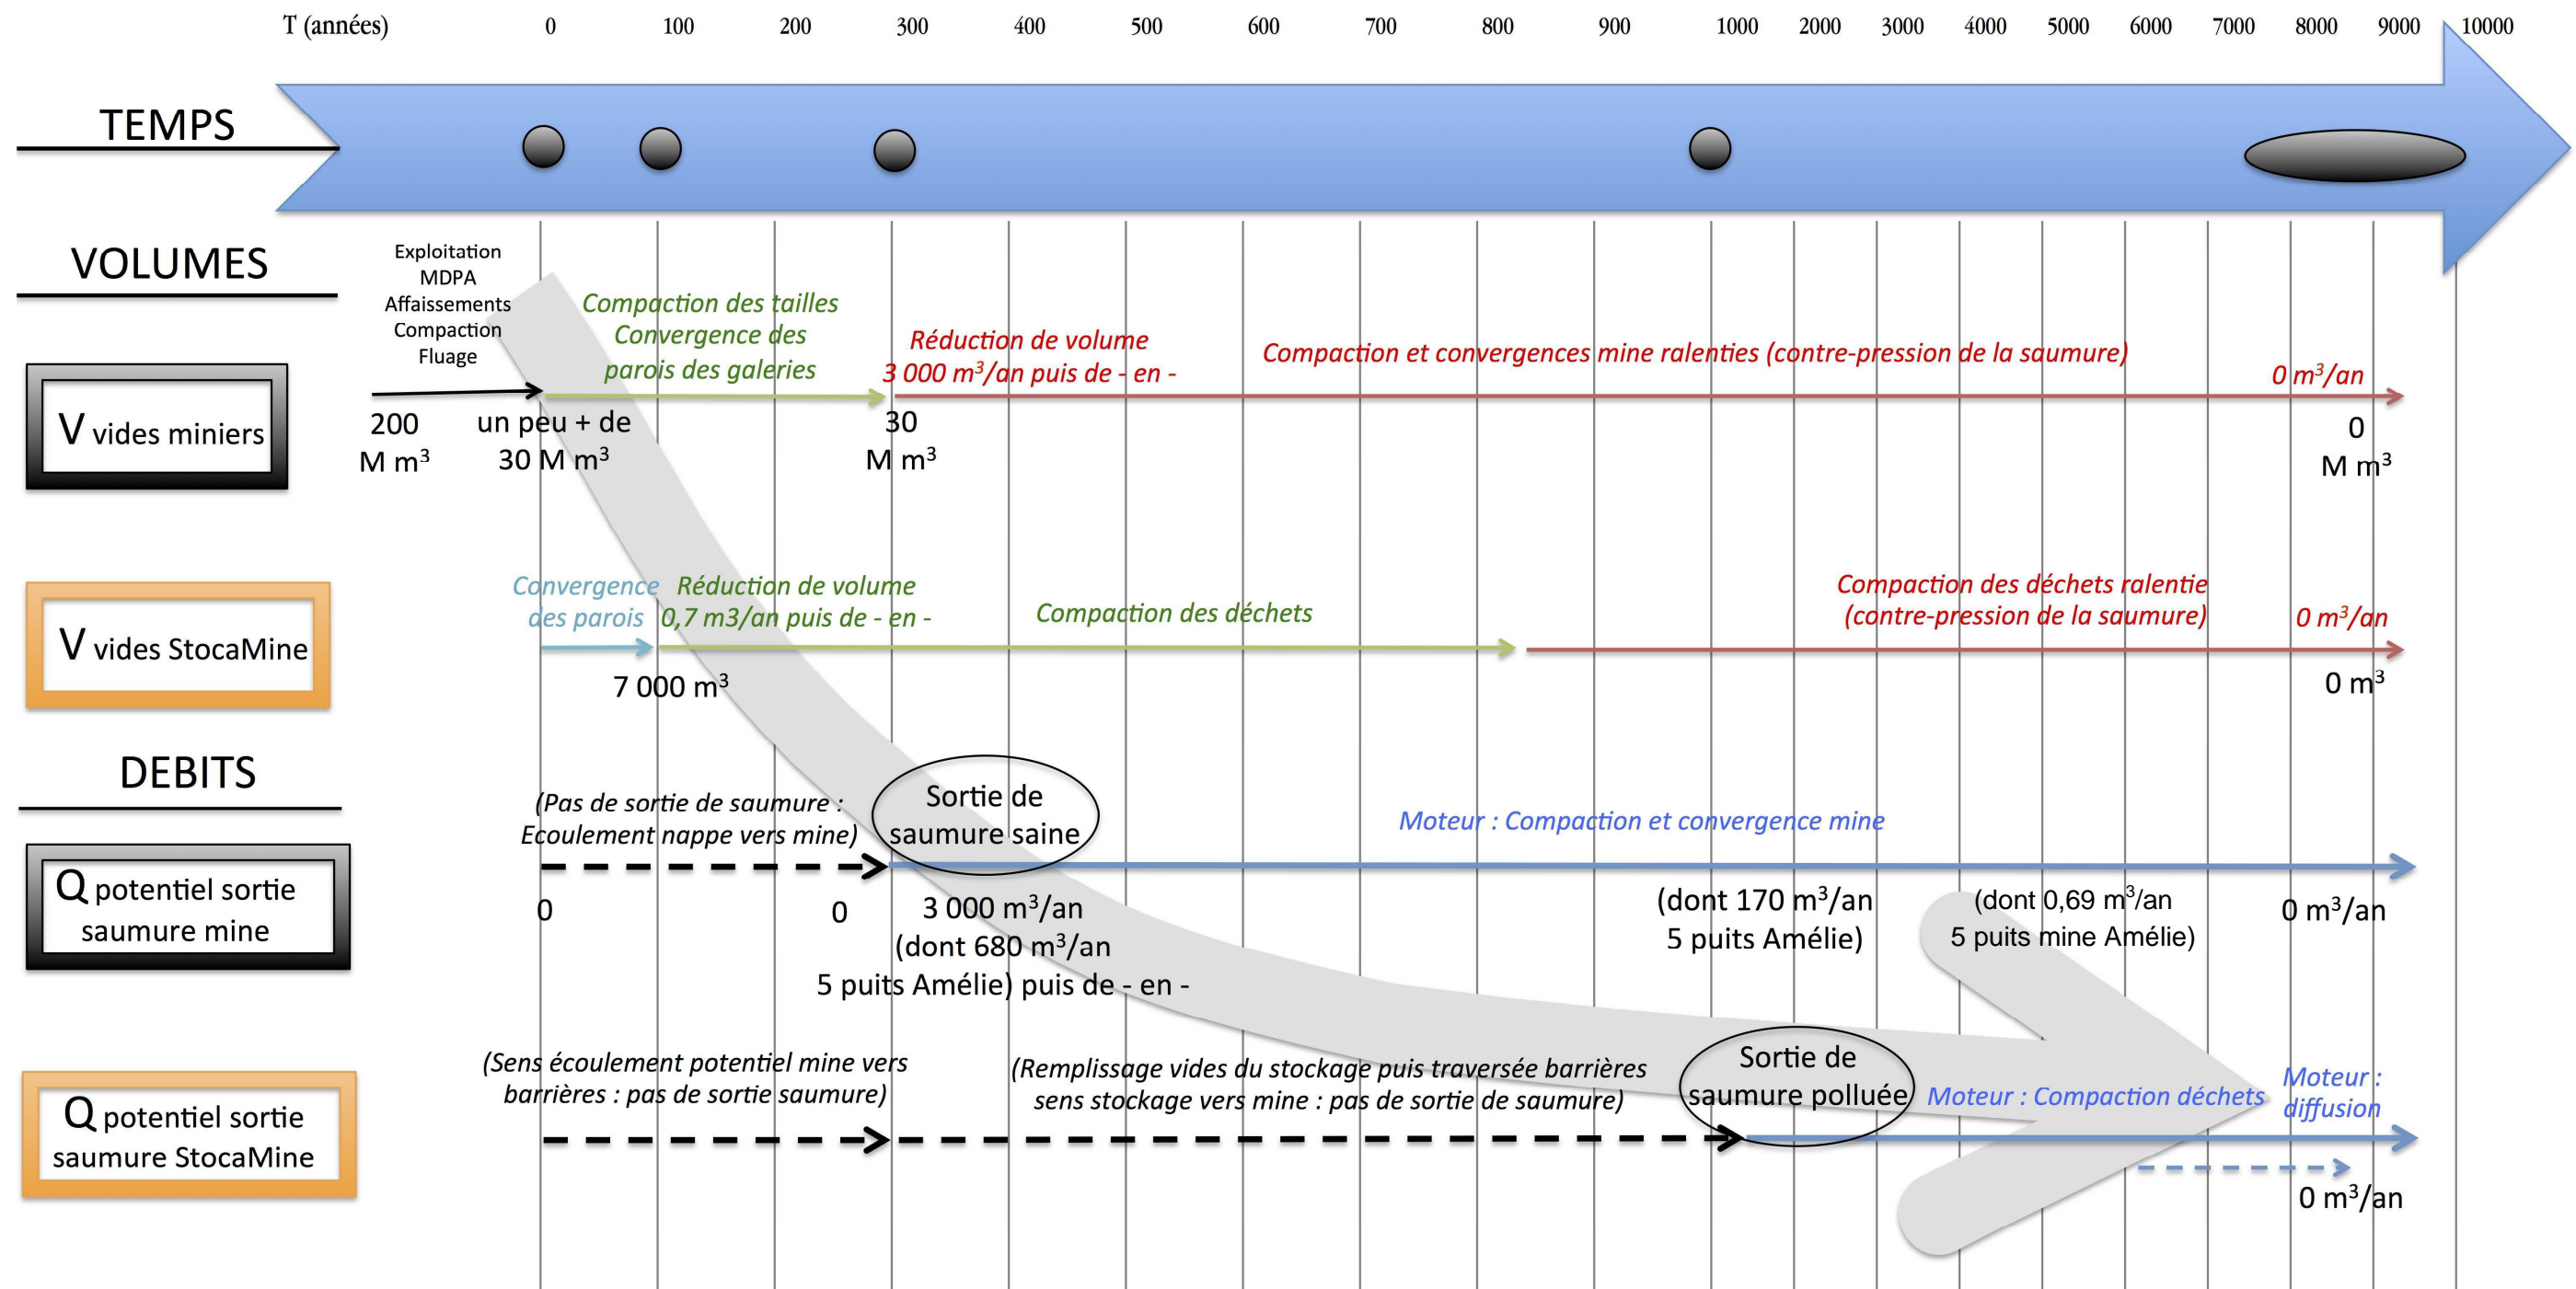 T (années) 0 100 200 300 400 500 600 700 800 900 1000 2000 3000 4000 5000 6000 7000 8000 9000 10000
TEMPS
VOLUMES
Exploitation
MDPA
Affaissements
Compaction
Fluage
Compaction des tailles
Convergence des
parois des galeries
Réduction de volume
3 000 m³/an puis de - en -
Compaction et convergences mine ralenties (contre-pression de la saumure)
0 m³/an
V vides miniers
200
M m³
un peu + de
30 M m³
30
M m³
0
M m³
Convergence
des parois
Réduction de volume
0,7 m3/an puis de - en -
Compaction des déchets
Compaction des déchets ralentie
(contre-pression de la saumure)
0 m³/an
V vides StocaMine
7 000 m³
0 m³
DEBITS
(Pas de sortie de saumure :
Ecoulement nappe vers mine)
Sortie de
saumure saine
Moteur : Compaction et convergence mine
Q potentiel sortie
saumure mine
0
0
3 000 m³/an
(dont 680 m³/an
5 puits Amélie) puis de - en -
(dont 170 m³/an
5 puits Amélie)
(dont 0,69 m³/an
5 puits mine Amélie)
0 m³/an
(Sens écoulement potentiel mine vers
barrières : pas de sortie saumure)
(Remplissage vides du stockage puis traversée barrières
sens stockage vers mine : pas de sortie de saumure)
Sortie de
saumure polluée
Moteur : Compaction déchets
Moteur :
diffusion
Q potentiel sortie
saumure StocaMine
0 m³/an